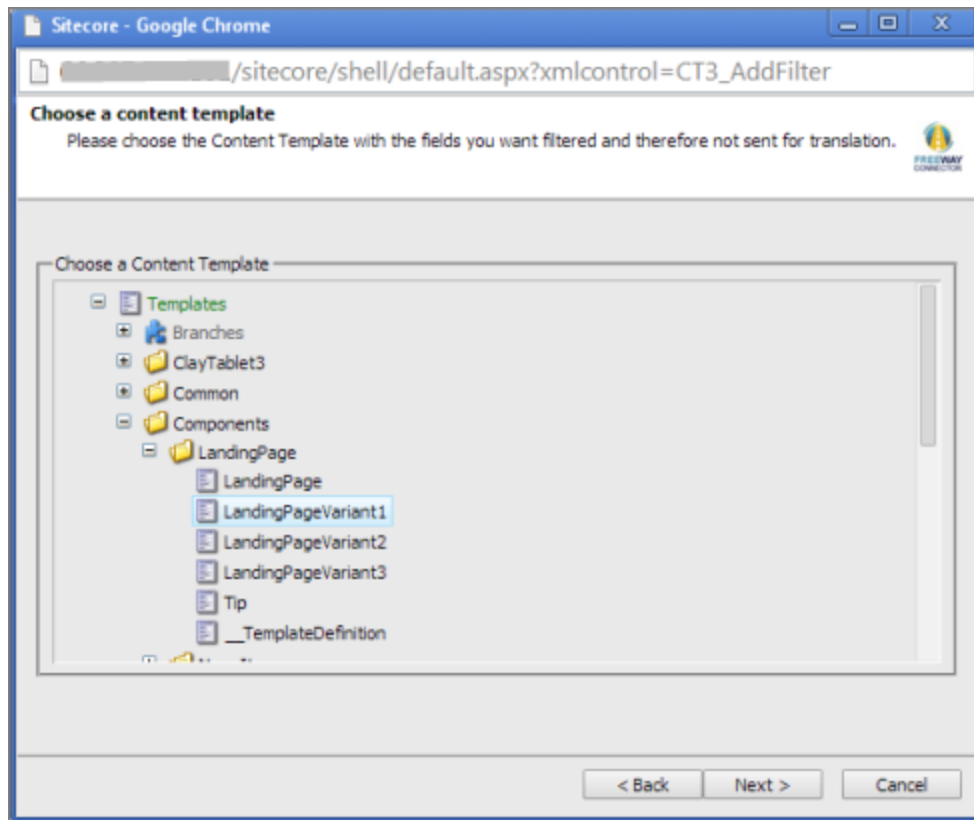 Sitecore - Google Chrome
/sitecore/shell/default.aspx?xmlcontrol=CT3_AddFilter
Choose a content template
Please choose the Content Template with the fields you want filtered and therefore not sent for translation.
FREEWAY
CONNECTOR
Choose a Content Template
Templates
Branches
ClayTablet3
Common
Components
LandingPage
LandingPage
LandingPageVariant1
LandingPageVariant2
LandingPageVariant3
Tip
__TemplateDefinition
< Back
Next >
Cancel